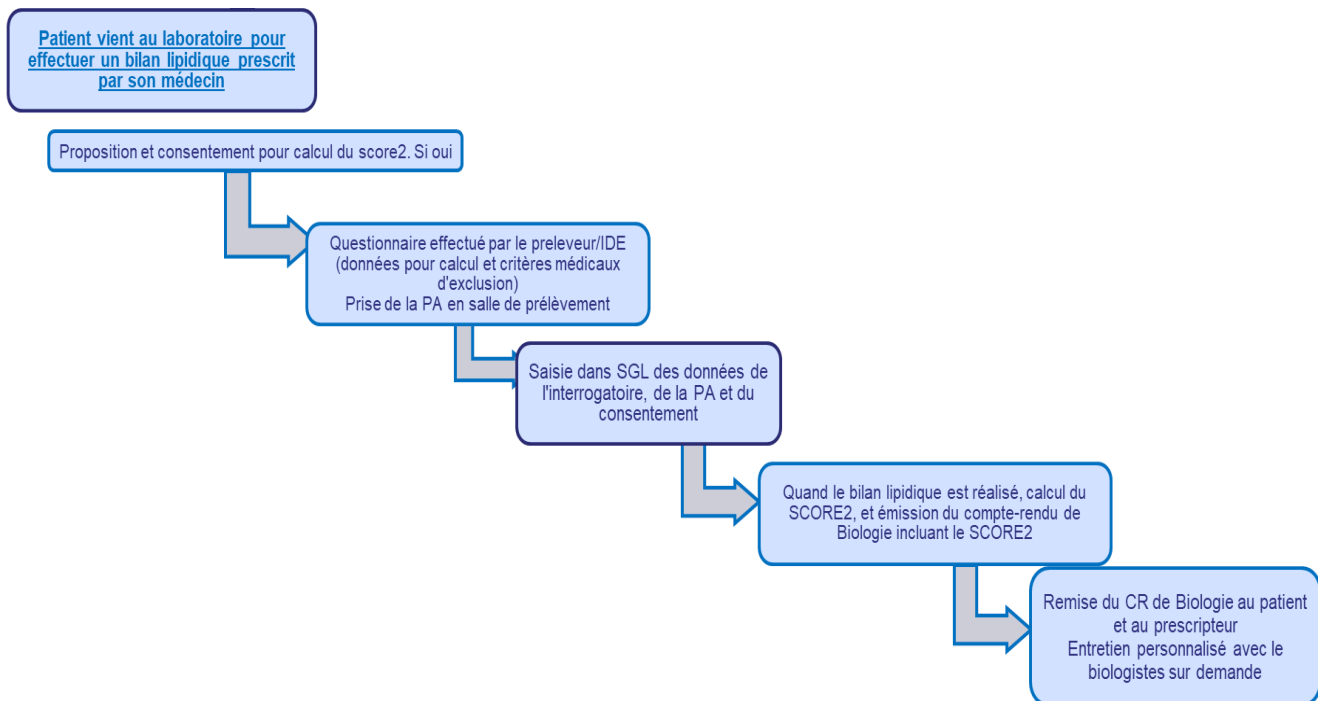 Patient vient au laboratoire pour
effectuer un bilan lipidique prescrit
par son médecin
Proposition et consentement pour calcul du score2. Si oui
Questionnaire effectué par le preleveur/IDE
(données pour calcul et critères médicaux
d'exclusion)
Prise de la PA en salle de prélèvement
Saisie dans SGL des données de
l'interrogatoire, de la PA et du
consentement
Quand le bilan lipidique est réalisé, calcul du
SCORE2, et émission du compte-rendu de
Biologie incluant le SCORE2
Remise du CR de Biologie au patient
et au prescripteur
Entretien personnalisé avec le
biologistes sur demande